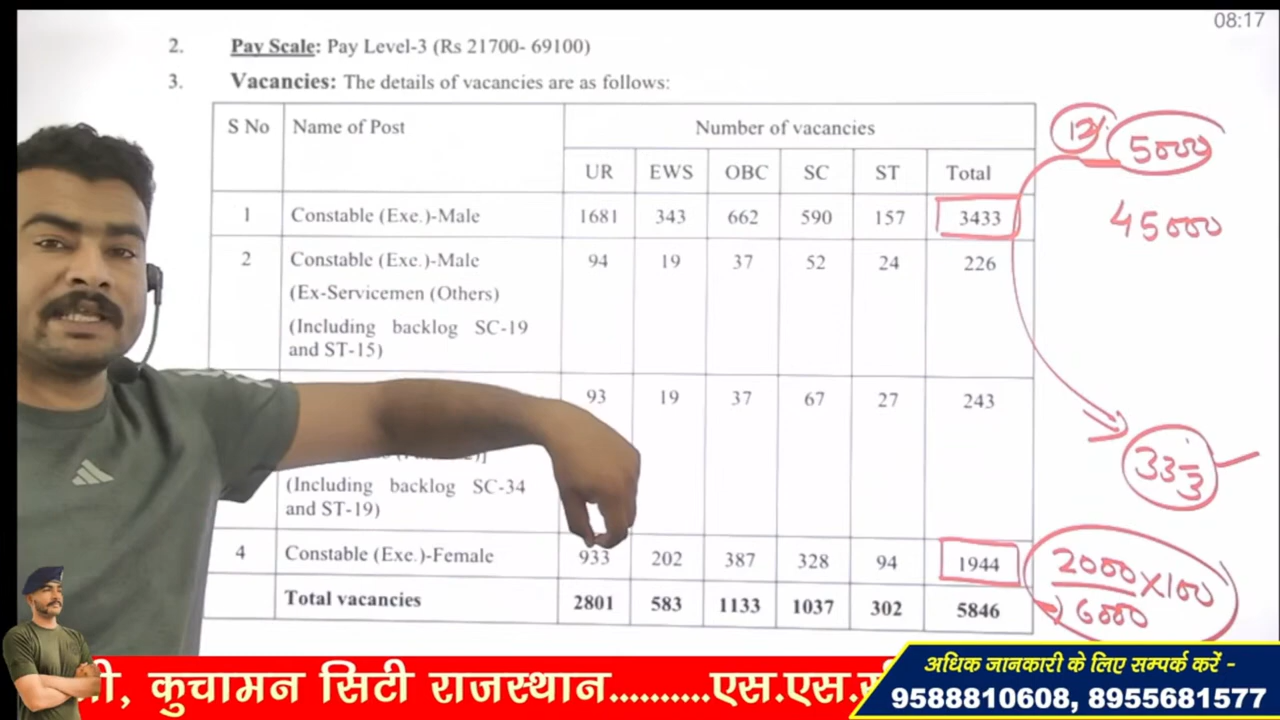 08:17
2. Pay Scale: Pay Level-3 (Rs 21700- 69100)
3. Vacancies: The details of vacancies are as follows:
S No Name of Post Number of vacancies
UR EWS OBC SC ST Total
1 Constable (Exe.)-Male 1681 343 662 590 157 3433
2 Constable (Exe.)-Male 94 19 37 52 24 226
(Ex-Servicemen (Others)
(Including backlog SC-19
and ST-15)
93 19 37 67 27 243
(Including backlog SC-34
and ST-19)
4 Constable (Exe.)-Female 933 202 387 328 94 1944
Total vacancies 2801 583 1133 1037 302 5846
5000
45000
33 1/3
2000 × 100
6000
कुचामन सिटी राजस्थान..........एस.एस.
अधिक जानकारी के लिए सम्पर्क करें -
9588810608, 8955681577